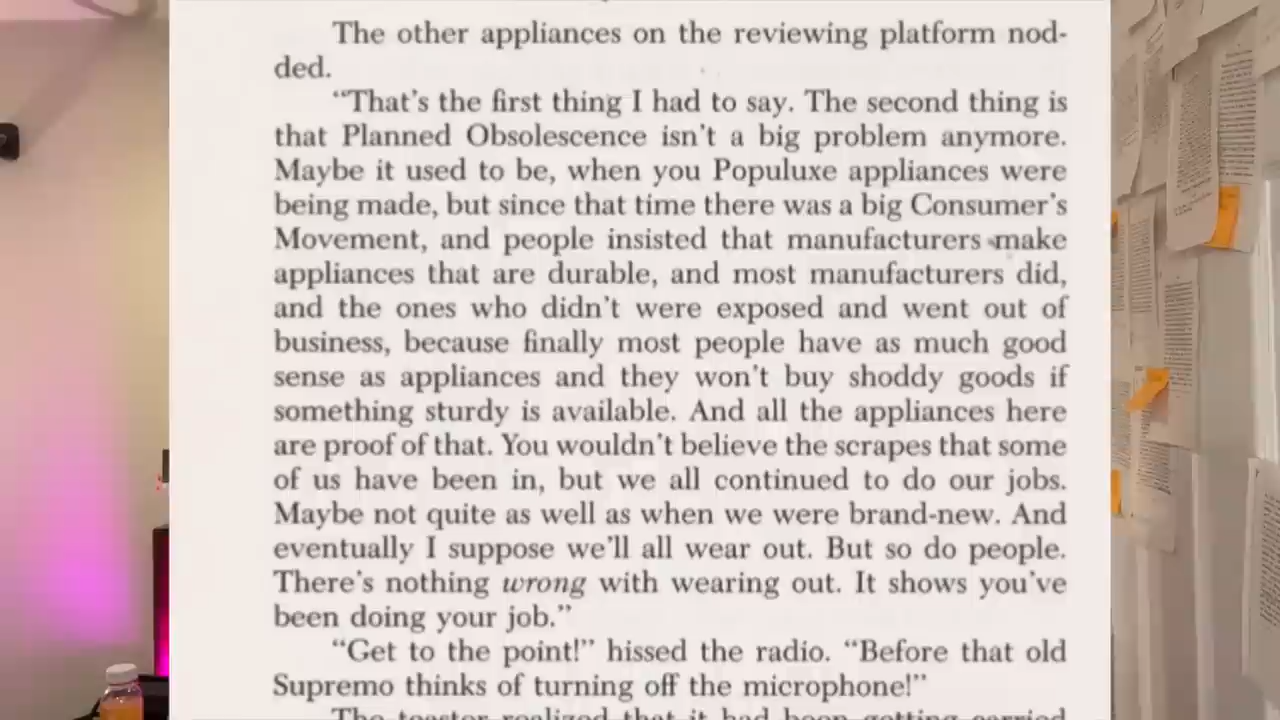 The other appliances on the reviewing platform nod-
ded.
“That’s the first thing I had to say. The second thing is
that Planned Obsolescence isn’t a big problem anymore.
Maybe it used to be, when you Populuxe appliances were
being made, but since that time there was a big Consumer’s
Movement, and people insisted that manufacturers make
appliances that are durable, and most manufacturers did,
and the ones who didn’t were exposed and went out of
business, because finally most people have as much good
sense as appliances and they won’t buy shoddy goods if
something sturdy is available. And all the appliances here
are proof of that. You wouldn’t believe the scrapes that some
of us have been in, but we all continued to do our jobs.
Maybe not quite as well as when we were brand-new. And
eventually I suppose we’ll all wear out. But so do people.
There’s nothing wrong with wearing out. It shows you’ve
been doing your job.”
“Get to the point!” hissed the radio. “Before that old
Supremo thinks of turning off the microphone!”
The toaster realized that it had been getting carried